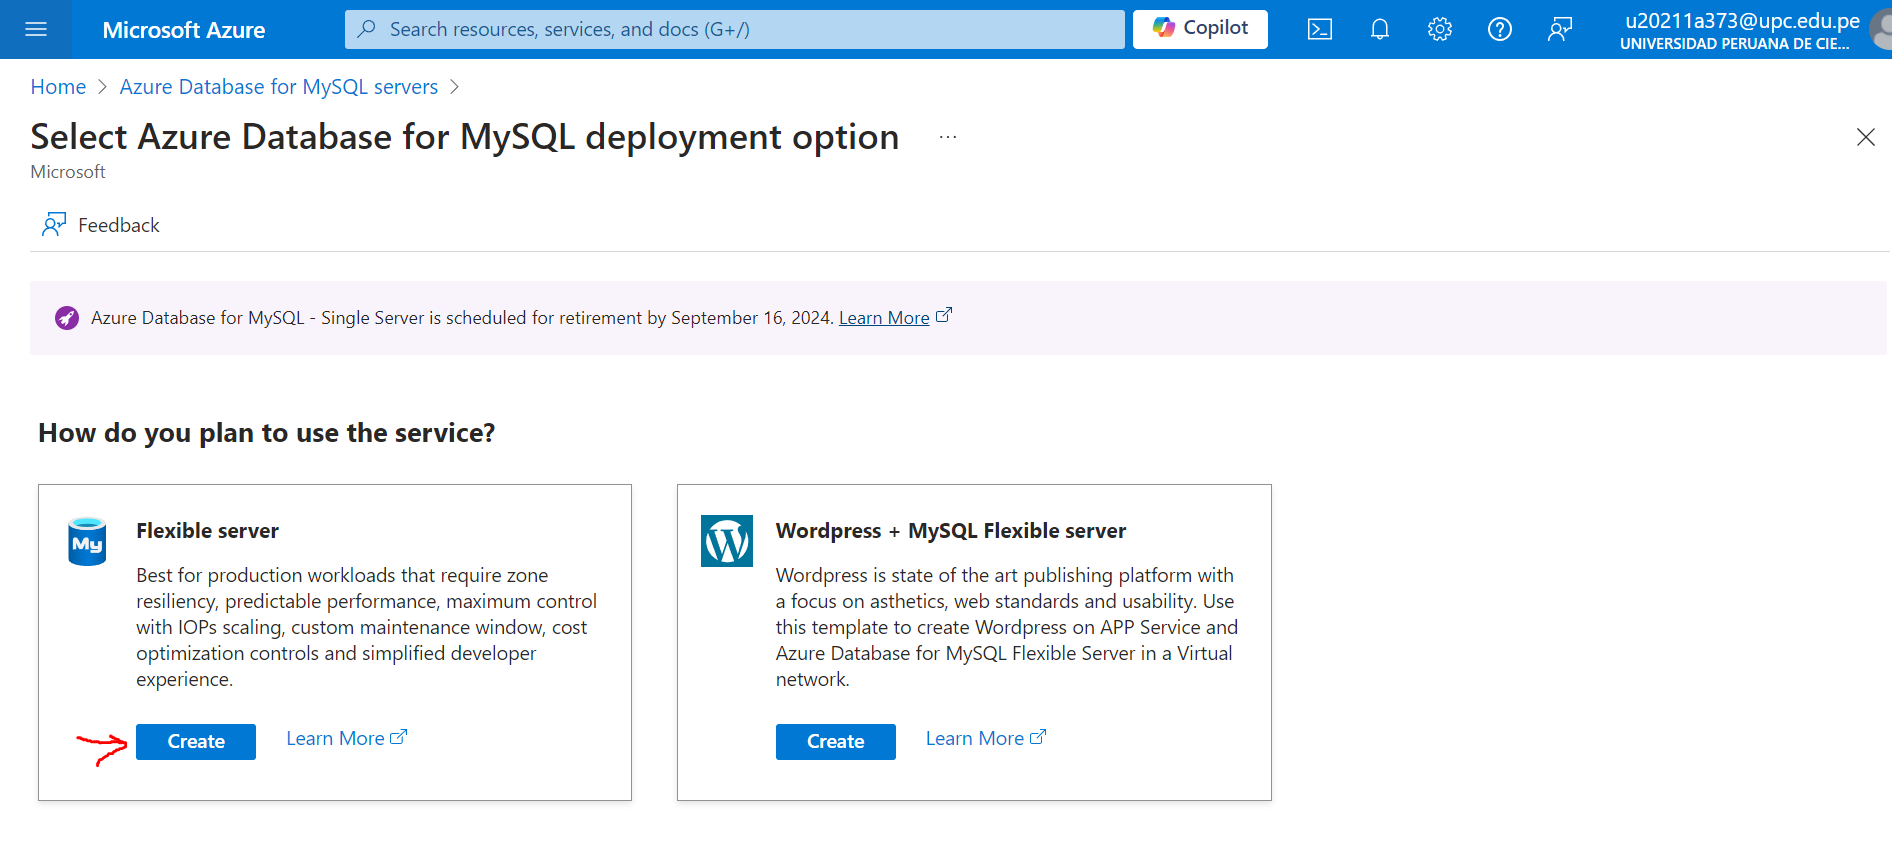 Microsoft Azure
Search resources, services, and docs (G+/)
Copilot
u20211a373@upc.edu.pe
UNIVERSIDAD PERUANA DE CIE...
Home > Azure Database for MySQL servers >
Select Azure Database for MySQL deployment option ...
Microsoft
Feedback
Azure Database for MySQL - Single Server is scheduled for retirement by September 16, 2024. Learn More
How do you plan to use the service?
Flexible server
Best for production workloads that require zone
resiliency, predictable performance, maximum control
with IOPs scaling, custom maintenance window, cost
optimization controls and simplified developer
experience.
Create
Learn More
Wordpress + MySQL Flexible server
Wordpress is state of the art publishing platform with
a focus on asthetics, web standards and usability. Use
this template to create Wordpress on APP Service and
Azure Database for MySQL Flexible Server in a Virtual
network.
Create
Learn More